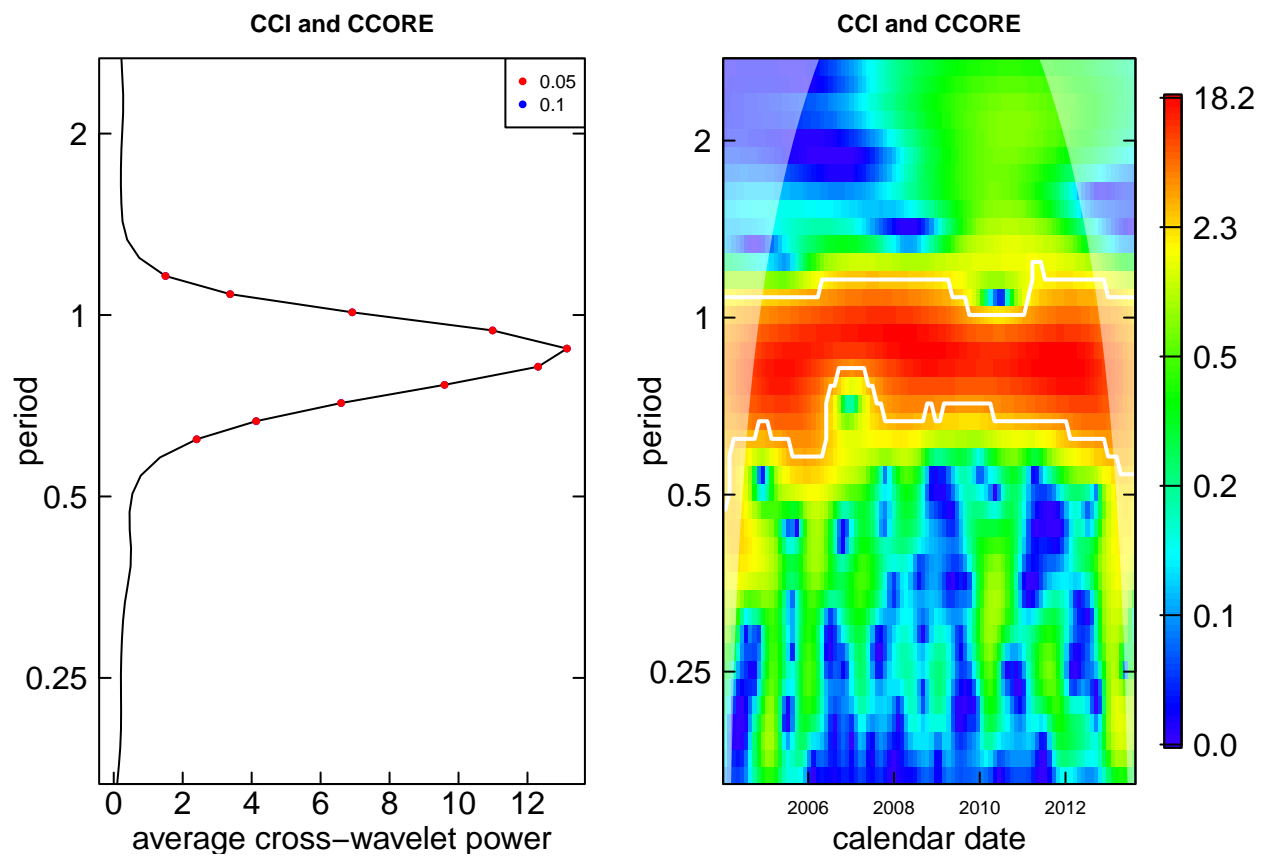 CCI and CCORE
0.05
0.1
2
1
0.5
0.25
period
0 2 4 6 8 10 12
average cross−wavelet power
CCI and CCORE
2
1
0.5
0.25
period
2006 2008 2010 2012
calendar date
18.2
2.3
0.5
0.2
0.1
0.0